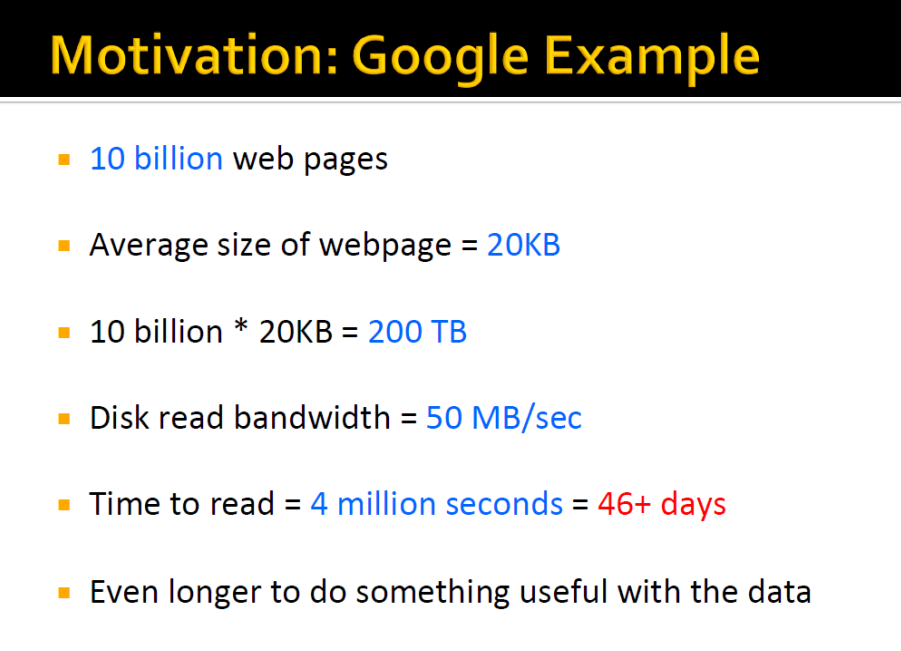 Motivation: Google Example
10 billion web pages
Average size of webpage = 20KB
10 billion * 20KB = 200 TB
Disk read bandwidth = 50 MB/sec
Time to read = 4 million seconds = 46+ days
Even longer to do something useful with the data